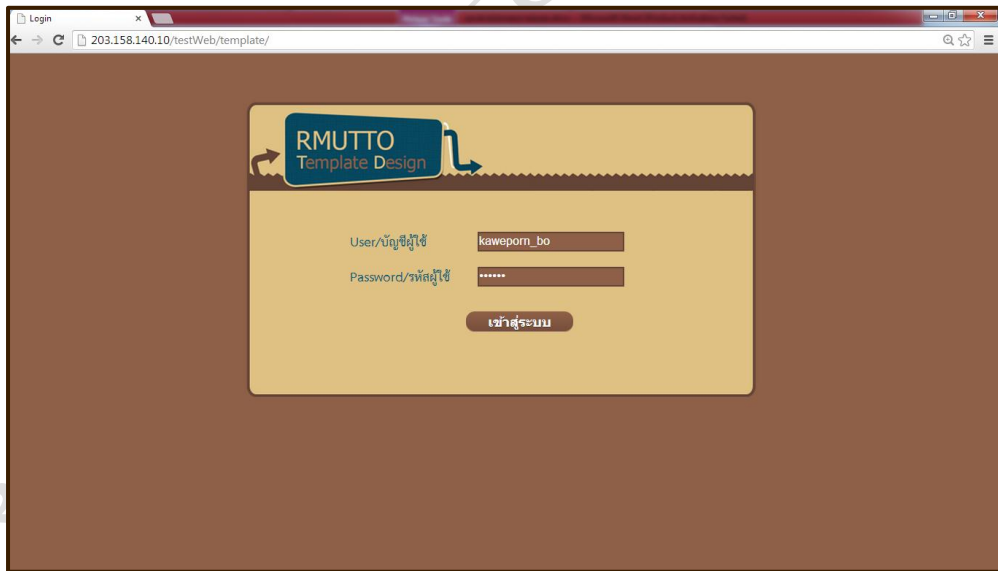 Login
203.158.140.10/testWeb/template/
RMUTTO
Template Design
User/บัญชีผู้ใช้
kaweporn_bo
Password/รหัสผู้ใช้
••••••
เข้าสู่ระบบ